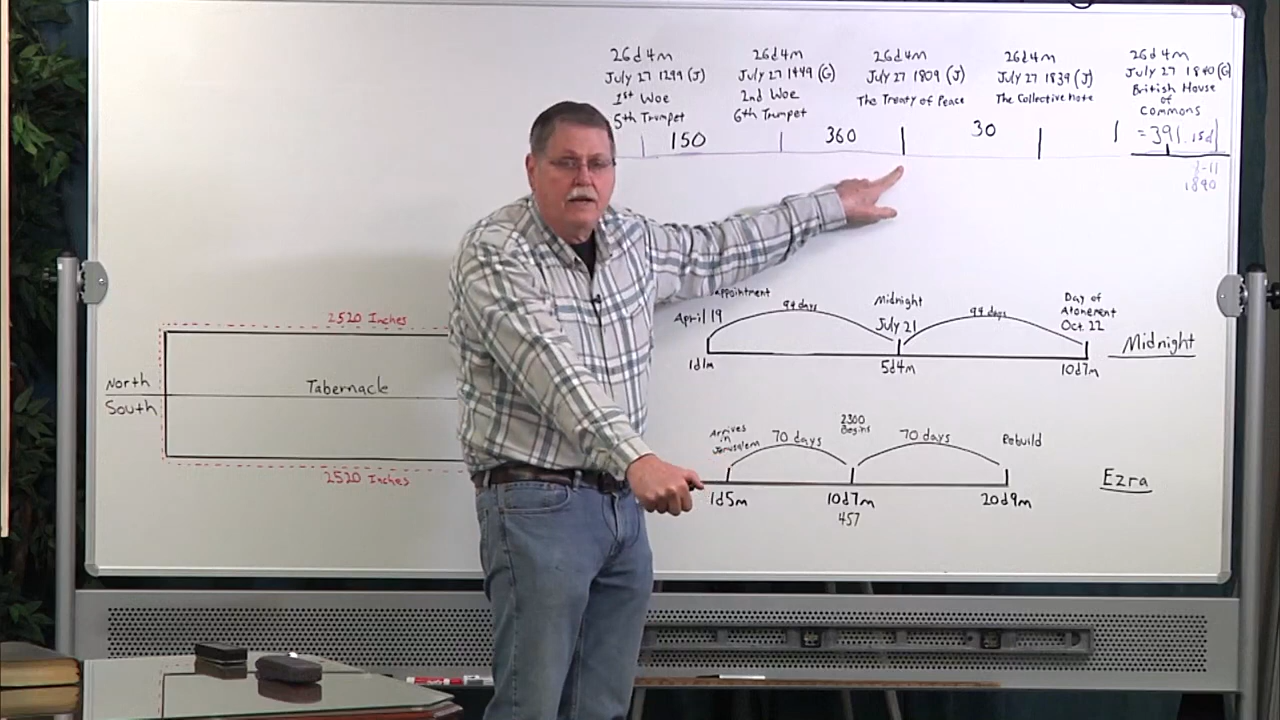 26d4m
July 27 1299 (J)
1st Woe
5th Trumpet
26d4m
July 27 1449 (G)
2nd Woe
6th Trumpet
26d4m
July 27 1809 (J)
The Treaty of Peace
26d4m
July 27 1839 (J)
The Collective Note
26d4m
July 27 1840 (G)
British House
of
Commons
150
360
30
=391.15d
8-11
1840
2520 Inches
North
South
Tabernacle
2520 Inches
appointment
April 19
94 days
Midnight
July 21
94 days
Day of
Atonement
Oct. 22
1d1m
5d4m
10d7m
Midnight
Arrives
in
Jerusalem
70 days
2300
Begins
70 days
Rebuild
1d5m
10d7m
20d9m
457
Ezra